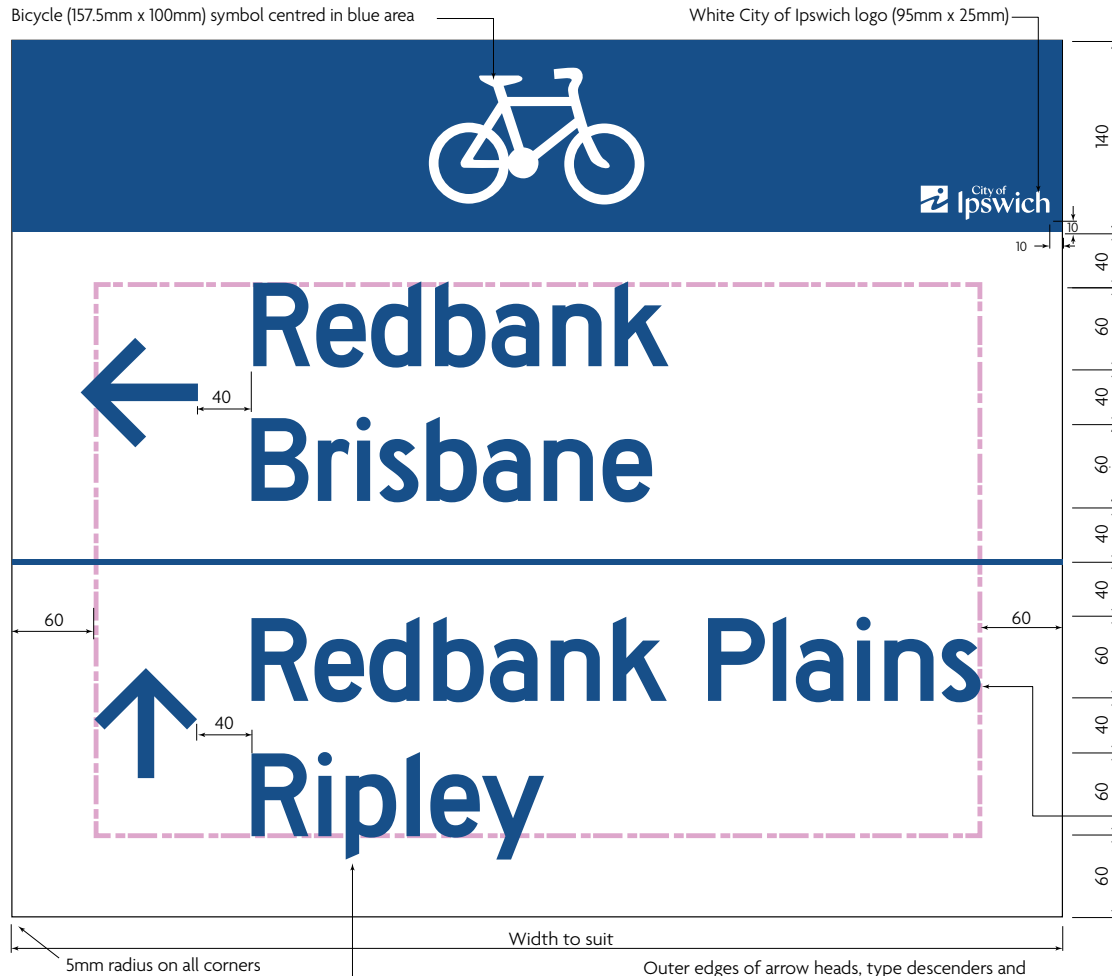 Bicycle (157.5mm x 100mm) symbol centred in blue area
White City of Ipswich logo (95mm x 25mm)
140
City of
Ipswich
10
10
40
Redbank
60
40
40
Brisbane
60
40
40
60
60
Redbank Plains
60
40
40
Ripley
60
60
Width to suit
5mm radius on all corners
Outer edges of arrow heads, type descenders and